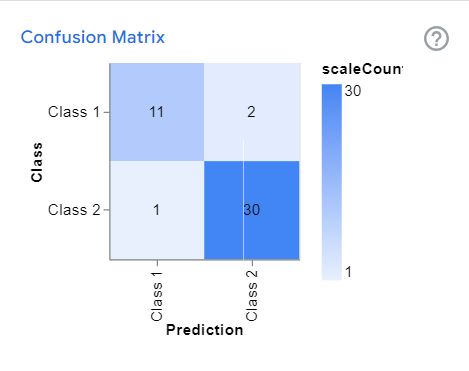 Confusion Matrix
scaleCoun
30
Class 1
11
2
Class
Class 2
1
30
1
Class 1
Class 2
Prediction